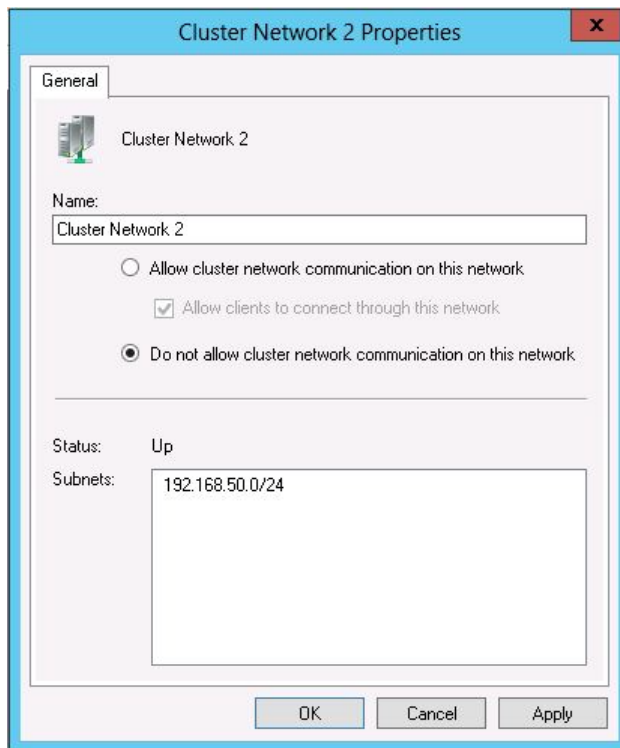 Cluster Network 2 Properties
x
General
Cluster Network 2
Name:
Cluster Network 2
Allow cluster network communication on this network
Allow clients to connect through this network
Do not allow cluster network communication on this network
Status: Up
Subnets: 192.168.50.0/24
OK Cancel Apply